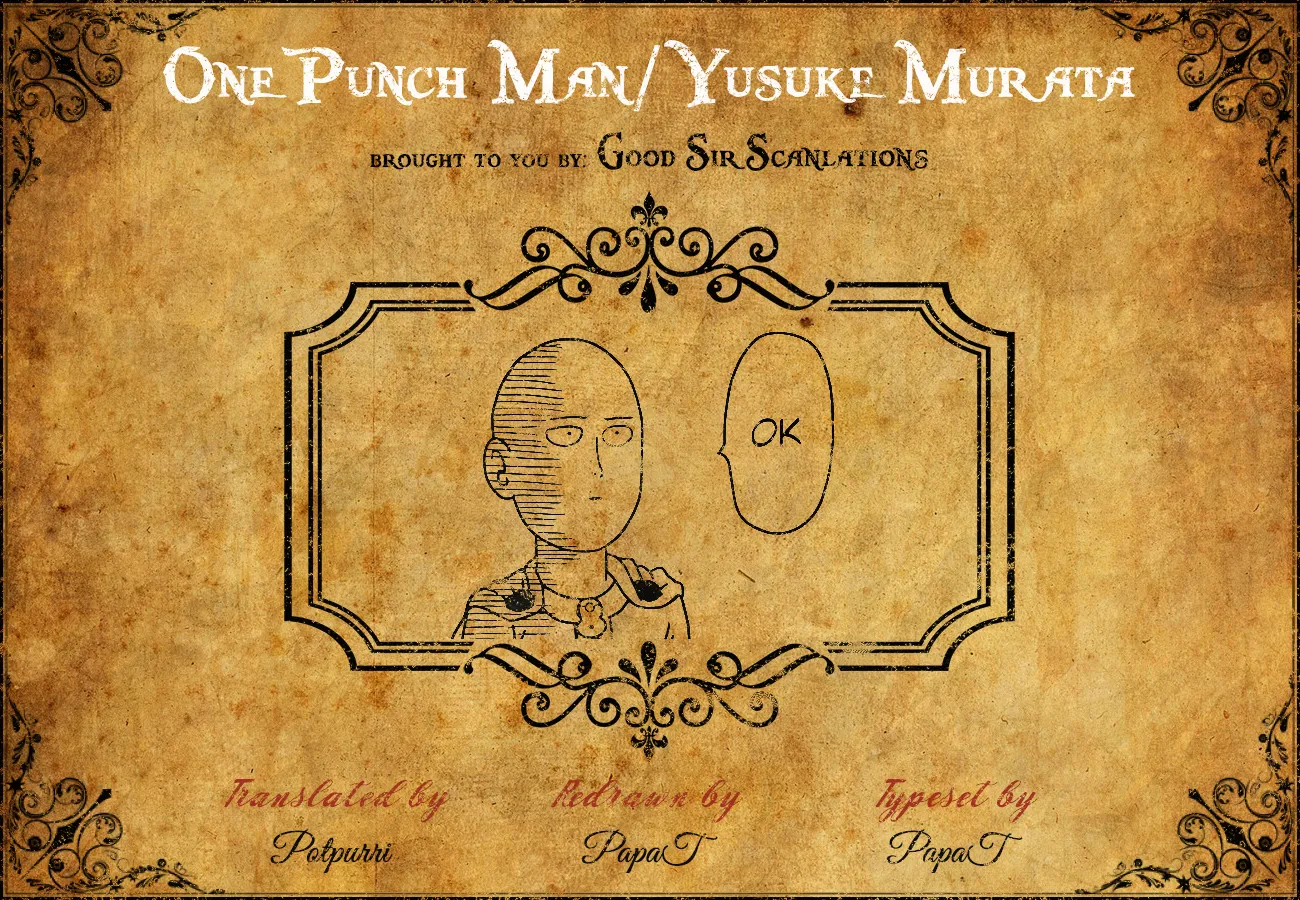 One Punch Man/Yusuke Murata
brought to you by: Good Sir Scanlations
OK
Translated by
Potpurri
Redrawn by
PapaT
Typeset by
PapaT